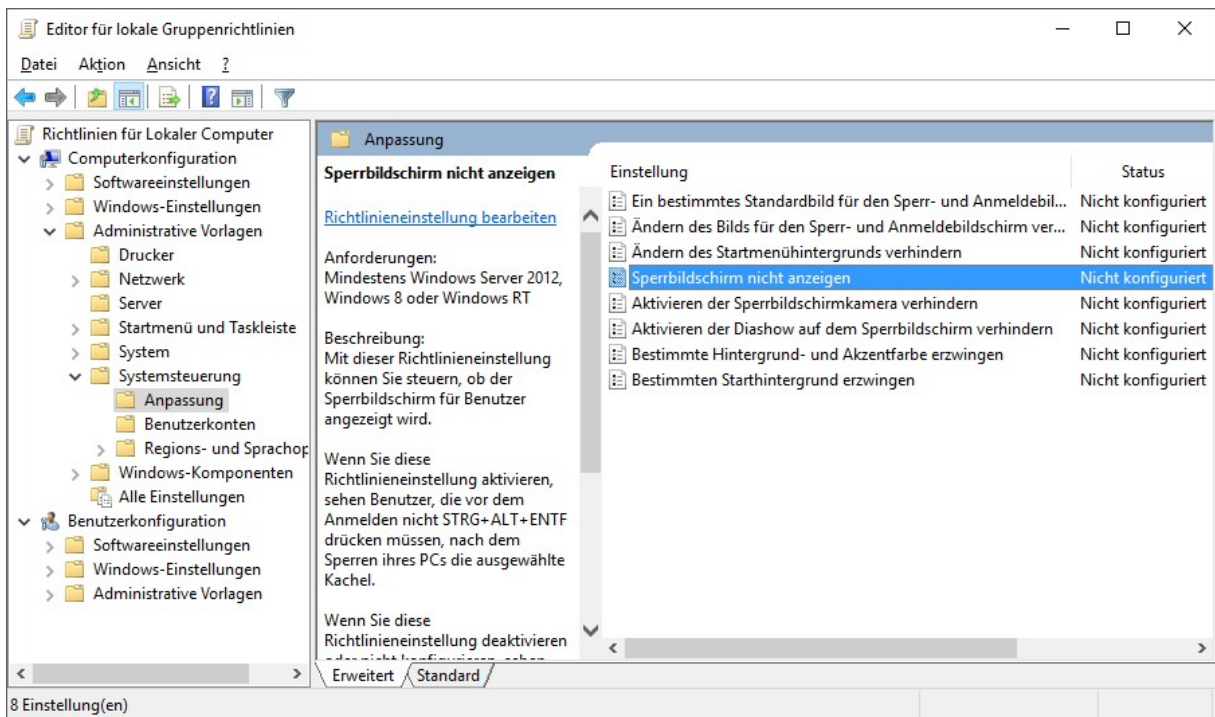 Editor für lokale Gruppenrichtlinien
Datei Aktion Ansicht ?
Richtlinien für Lokaler Computer
Computerkonfiguration
Softwareeinstellungen
Windows-Einstellungen
Administrative Vorlagen
Drucker
Netzwerk
Server
Startmenü und Taskleiste
System
Systemsteuerung
Anpassung
Benutzerkonten
Regions- und Sprachop
Windows-Komponenten
Alle Einstellungen
Benutzerkonfiguration
Softwareeinstellungen
Windows-Einstellungen
Administrative Vorlagen
Anpassung
Sperrbildschirm nicht anzeigen
Richtlinieneinstellung bearbeiten
Anforderungen:
Mindestens Windows Server 2012,
Windows 8 oder Windows RT
Beschreibung:
Mit dieser Richtlinieneinstellung
können Sie steuern, ob der
Sperrbildschirm für Benutzer
angezeigt wird.
Wenn Sie diese
Richtlinieneinstellung aktivieren,
sehen Benutzer, die vor dem
Anmelden nicht STRG+ALT+ENTF
drücken müssen, nach dem
Sperren ihres PCs die ausgewählte
Kachel.
Wenn Sie diese
Richtlinieneinstellung deaktivieren
Einstellung Status
Ein bestimmtes Standardbild für den Sperr- und Anmeldebil... Nicht konfiguriert
Ändern des Bilds für den Sperr- und Anmeldebildschirm ver... Nicht konfiguriert
Ändern des Startmenühintergrunds verhindern Nicht konfiguriert
Sperrbildschirm nicht anzeigen Nicht konfiguriert
Aktivieren der Sperrbildschirmkamera verhindern Nicht konfiguriert
Aktivieren der Diashow auf dem Sperrbildschirm verhindern Nicht konfiguriert
Bestimmte Hintergrund- und Akzentfarbe erzwingen Nicht konfiguriert
Bestimmten Starthintergrund erzwingen Nicht konfiguriert
Erweitert Standard
8 Einstellung(en)